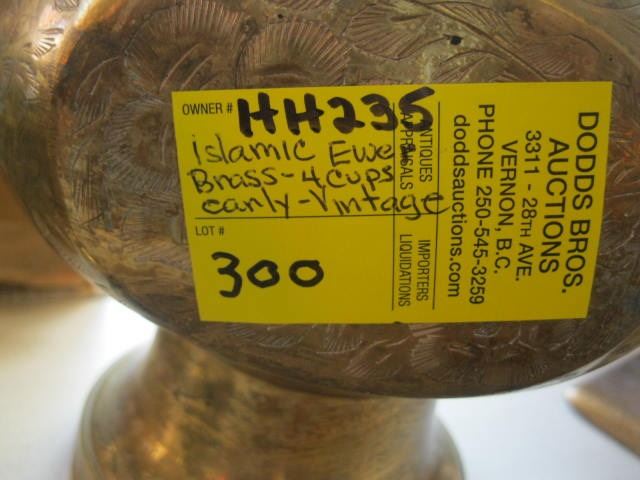 OWNER # HH235
islamic Ewer
Brass-4 cups
early-Vintage
LOT #
300
ANTIQUES
APPRAISALS
IMPORTERS
LIQUIDATIONS
DODDS BROS.
AUCTIONS
3311 - 28TH AVE.
VERNON, B.C.
PHONE 250-545-3259
doddsauctions.com